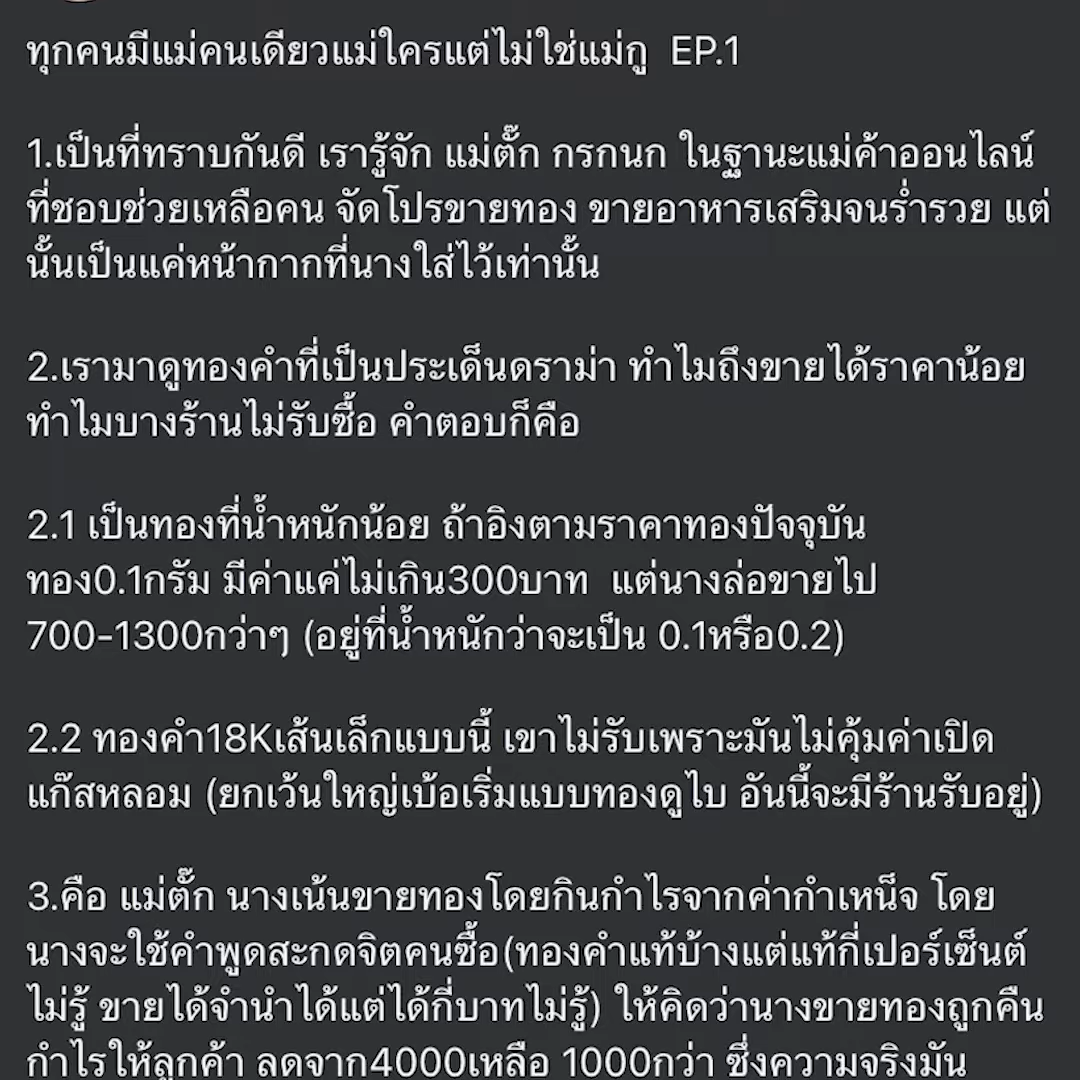 ทุกคนมีแม่คนเดียวแม่ใครแต่ไม่ใช่แม่กู EP.1
1.เป็นที่ทราบกันดี เรารู้จัก แม่ตั๊ก กรกนก ในฐานะแม่ค้าออนไลน์
ที่ชอบช่วยเหลือคน จัดโปรขายทอง ขายอาหารเสริมจนร่ำรวย แต่
นั้นเป็นแค่หน้ากากที่นางใส่ไว้เท่านั้น
2.เรามาดูทองคำที่เป็นประเด็นดราม่า ทำไมถึงขายได้ราคาน้อย
ทำไมบางร้านไม่รับซื้อ คำตอบก็คือ
2.1 เป็นทองที่น้ำหนักน้อย ถ้าอิงตามราคาทองปัจจุบัน
ทอง0.1กรัม มีค่าแค่ไม่เกิน300บาท แต่นางล่อขายไป
700-1300กว่าๆ (อยู่ที่น้ำหนักว่าจะเป็น 0.1หรือ0.2)
2.2 ทองคำ18Kเส้นเล็กแบบนี้ เขาไม่รับเพราะมันไม่คุ้มค่าเปิด
แก๊สหลอม (ยกเว้นใหญ่เบ้อเริ่มแบบทองดูไบ อันนี้จะมีร้านรับอยู่)
3.คือ แม่ตั๊ก นางเน้นขายทองโดยกินกำไรจากค่ากำเหน็จ โดย
นางจะใช้คำพูดสะกดจิตคนซื้อ(ทองคำแท้บ้างแต่แท้กี่เปอร์เซ็นต์
ไม่รู้ ขายได้จำนำได้แต่ได้กี่บาทไม่รู้) ให้คิดว่านางขายทองถูกคืน
กำไรให้ลูกค้า ลดจาก4000เหลือ 1000กว่า ซึ่งความจริงมัน